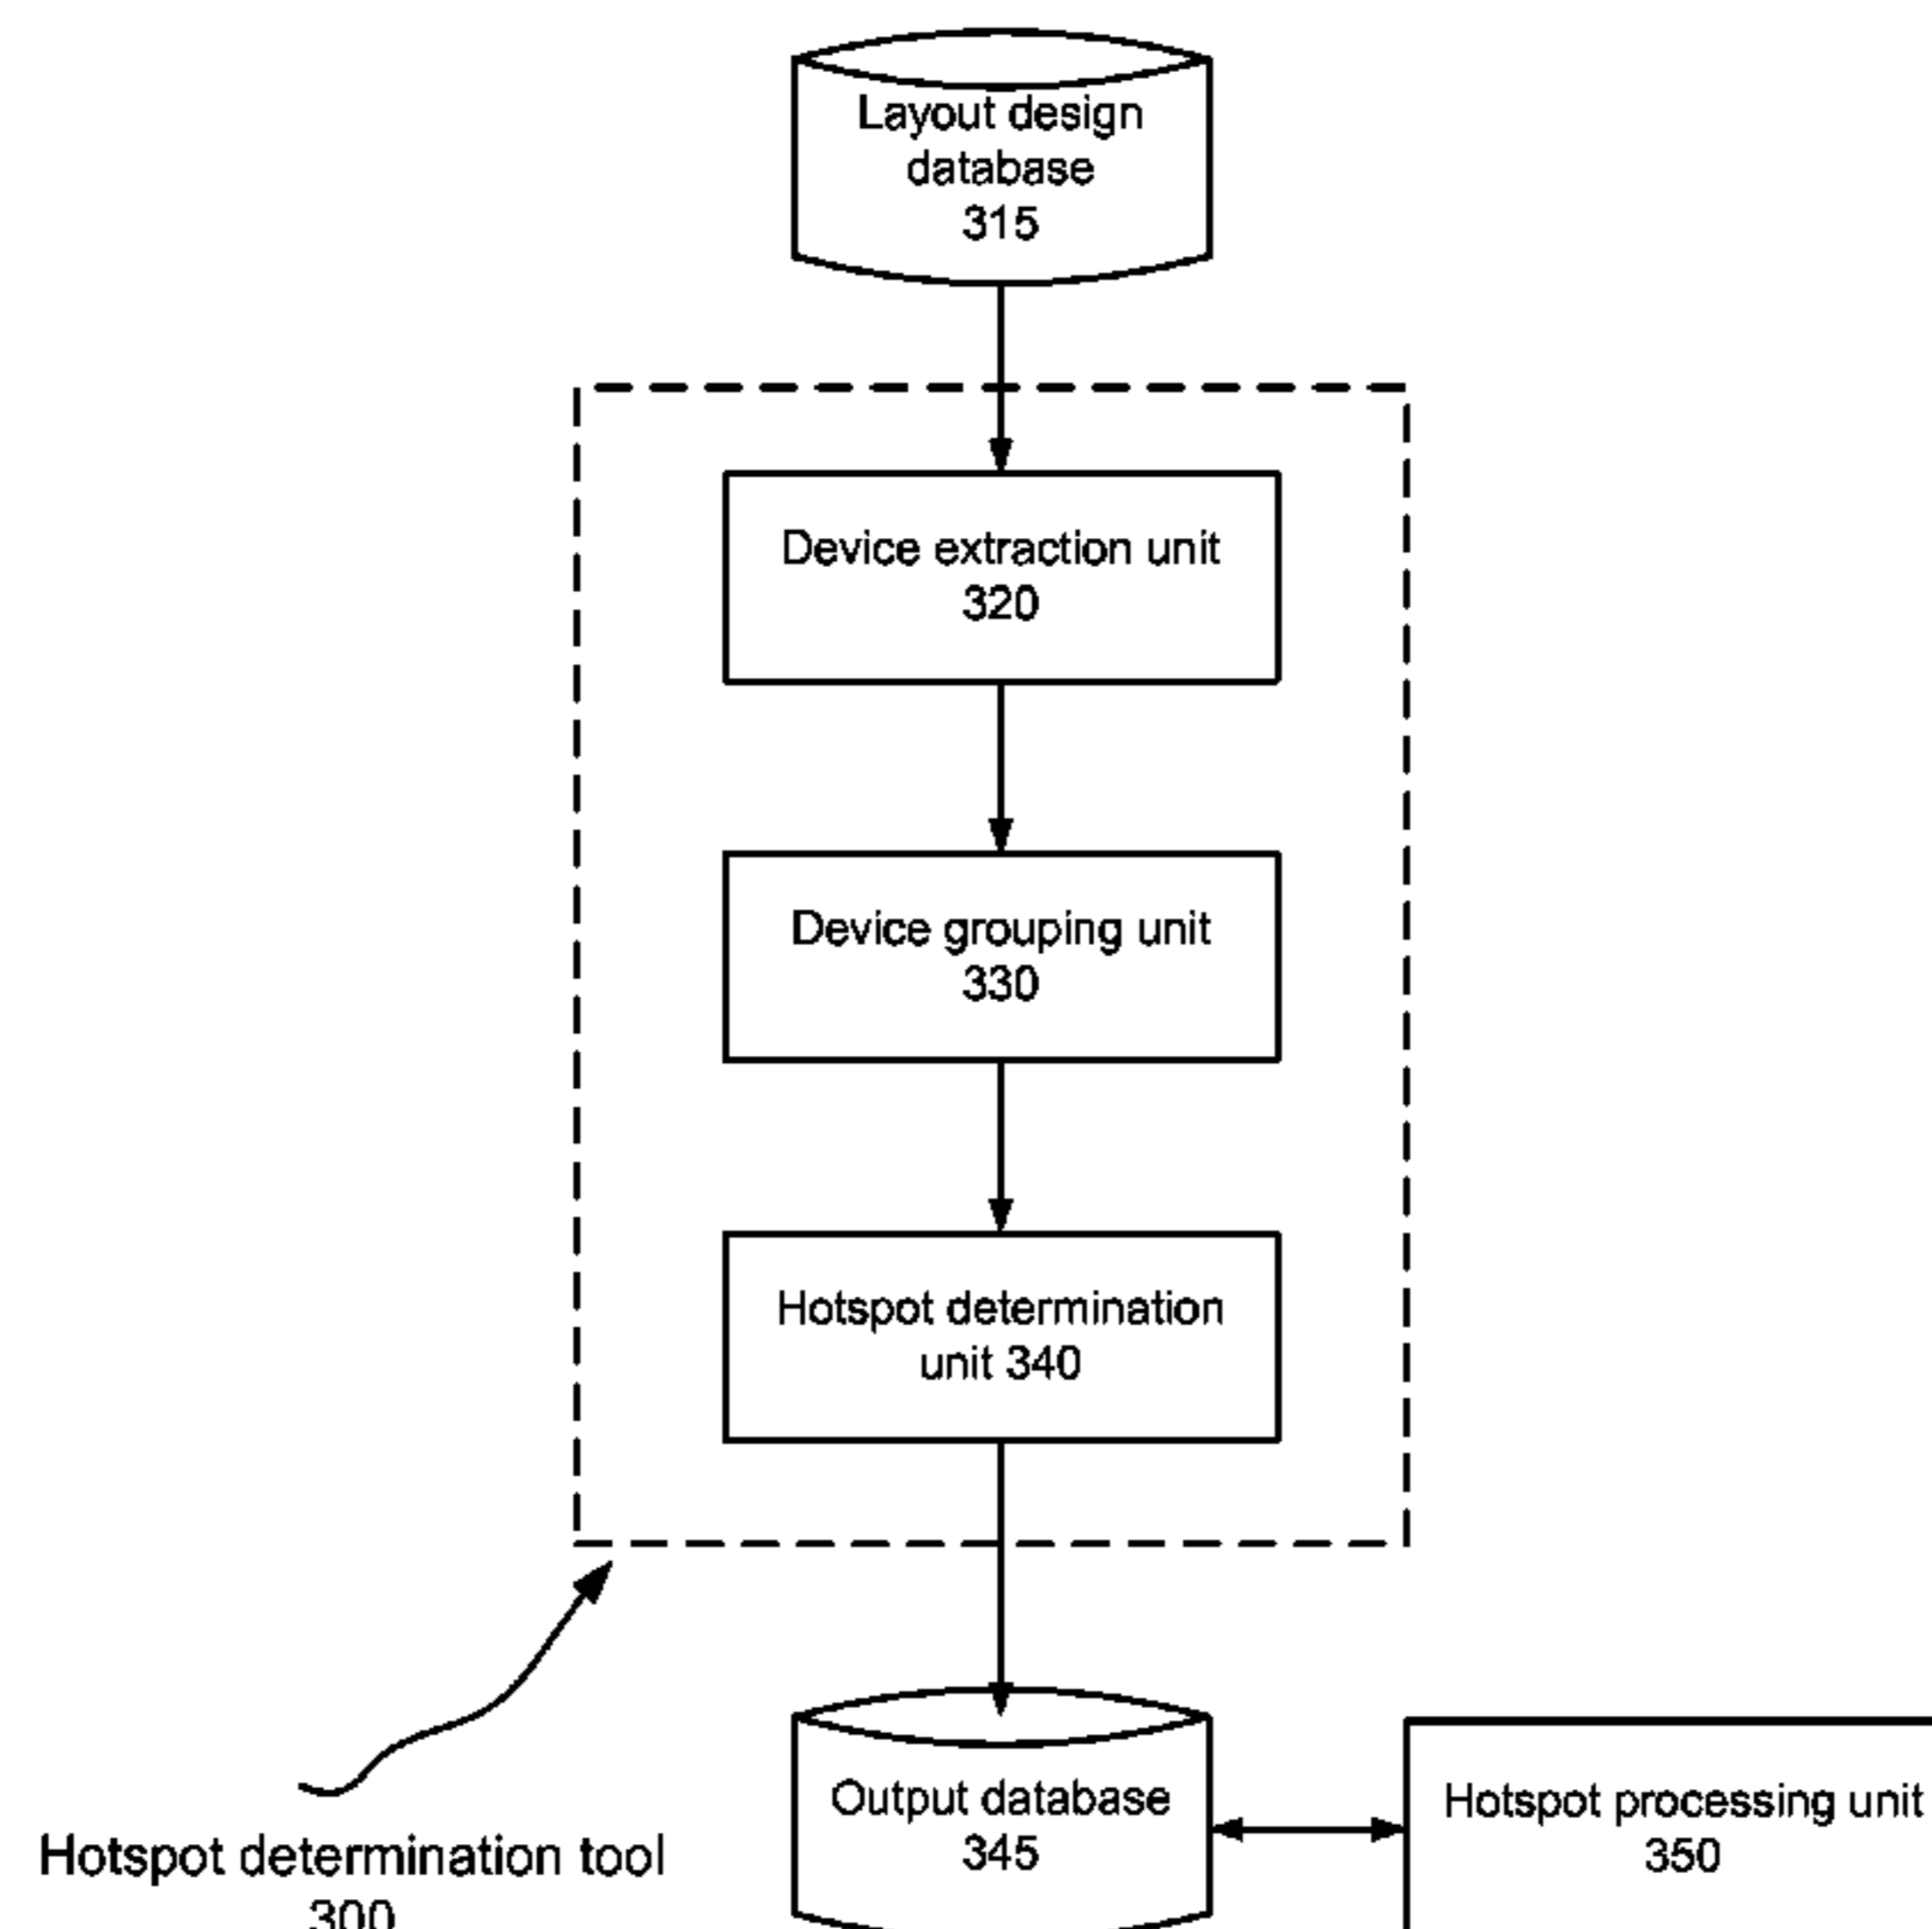 Layout design
database
315
Device extraction unit
320
Device grouping unit
330
Hotspot determination
unit 340
Output database
345
Hotspot processing unit
350
Hotspot determination tool
300